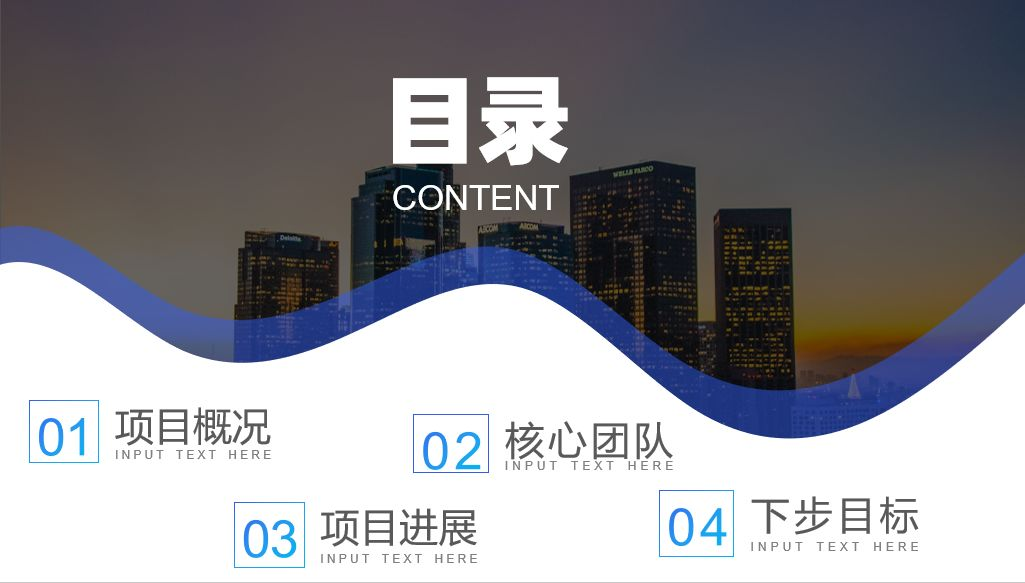 目录
CONTENT
WELLS FARGO
AECOM
AECOM
Deloitte
01
项目概况
INPUT TEXT HERE
02
核心团队
INPUT TEXT HERE
03
项目进展
INPUT TEXT HERE
04
下步目标
INPUT TEXT HERE